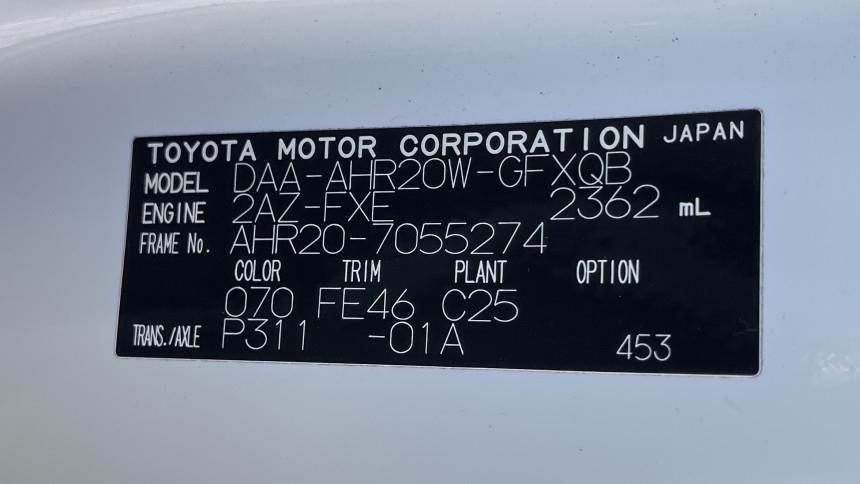 TOYOTA MOTOR CORPORATION JAPAN
MODEL DAA-AHR20W-GFXQB
ENGINE 2AZ-FXE 2362 mL
FRAME No. AHR20-7055274
COLOR TRIM PLANT OPTION
070 FE46 C25
TRANS./AXLE P311 -01A 453